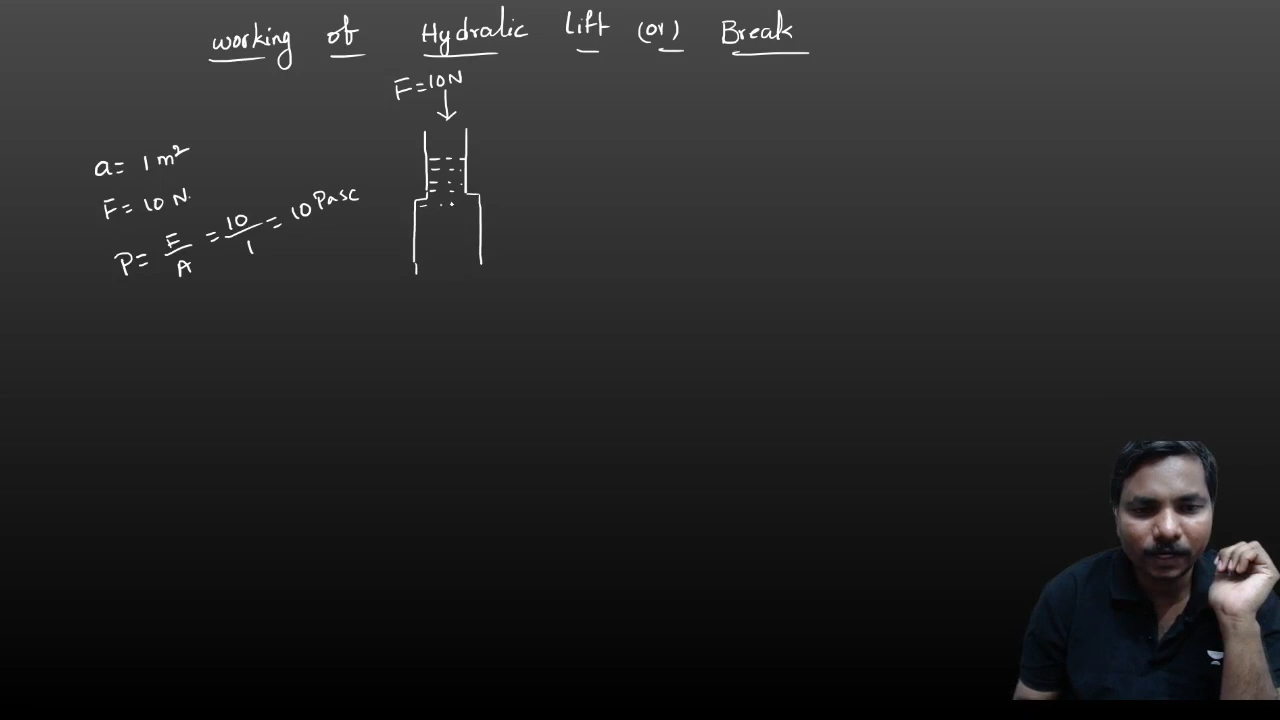 working of Hydralic lift (or) Break
F=10N
a= 1 m²
F= 10 N.
P= F/A = 10/1 = 10 Pasc